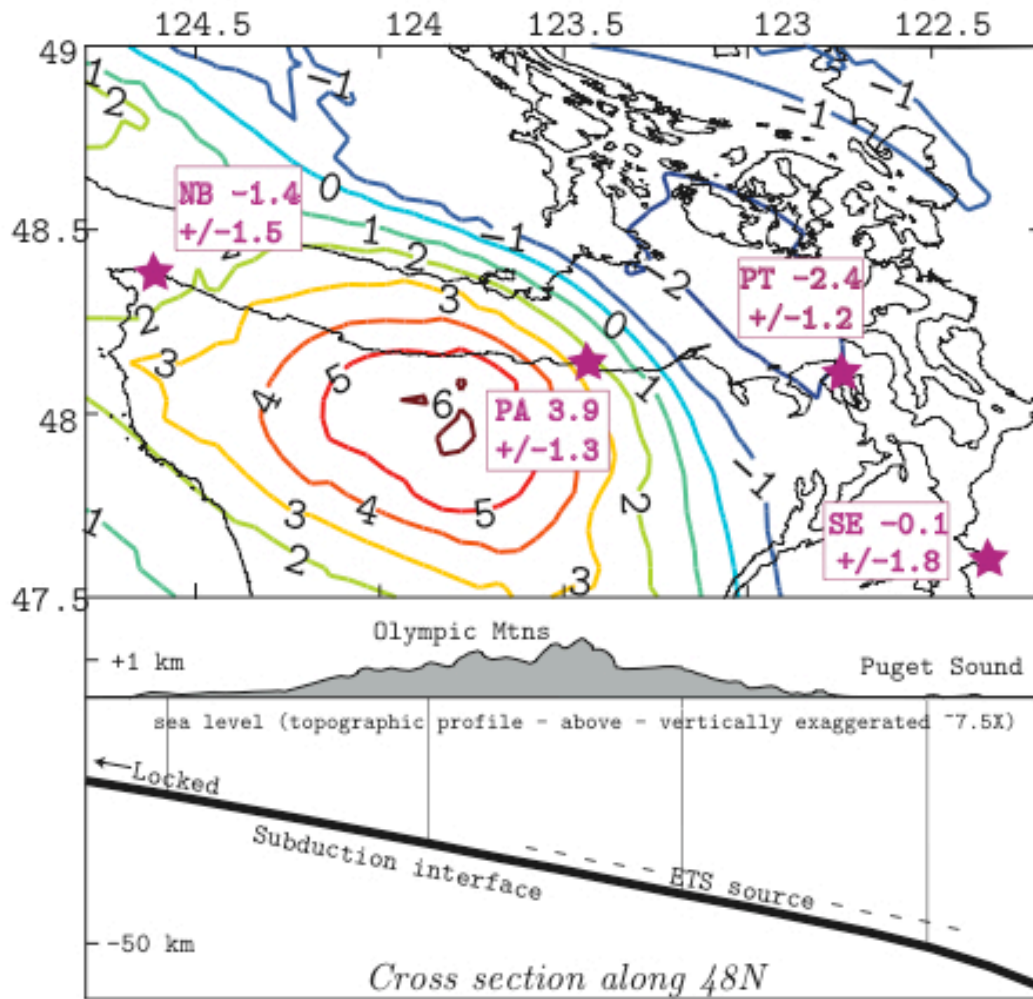 124.5 124 123.5 123 122.5
49
1
2
-1
-1
-1
0
NB -1.4
+/-1.5
48.5
1
2
-1
2
-2
PT -2.4
+/-1.2
3
2
0
3
5
4
1
6
48
PA 3.9
+/-1.3
-1
2
3
4
5
SE -0.1
+/-1.8
1
2
3
47.5
Olympic Mtns
+1 km
Puget Sound
sea level (topographic profile - above - vertically exaggerated ~7.5X)
Locked
Subduction interface
ETS source
-50 km
Cross section along 48N